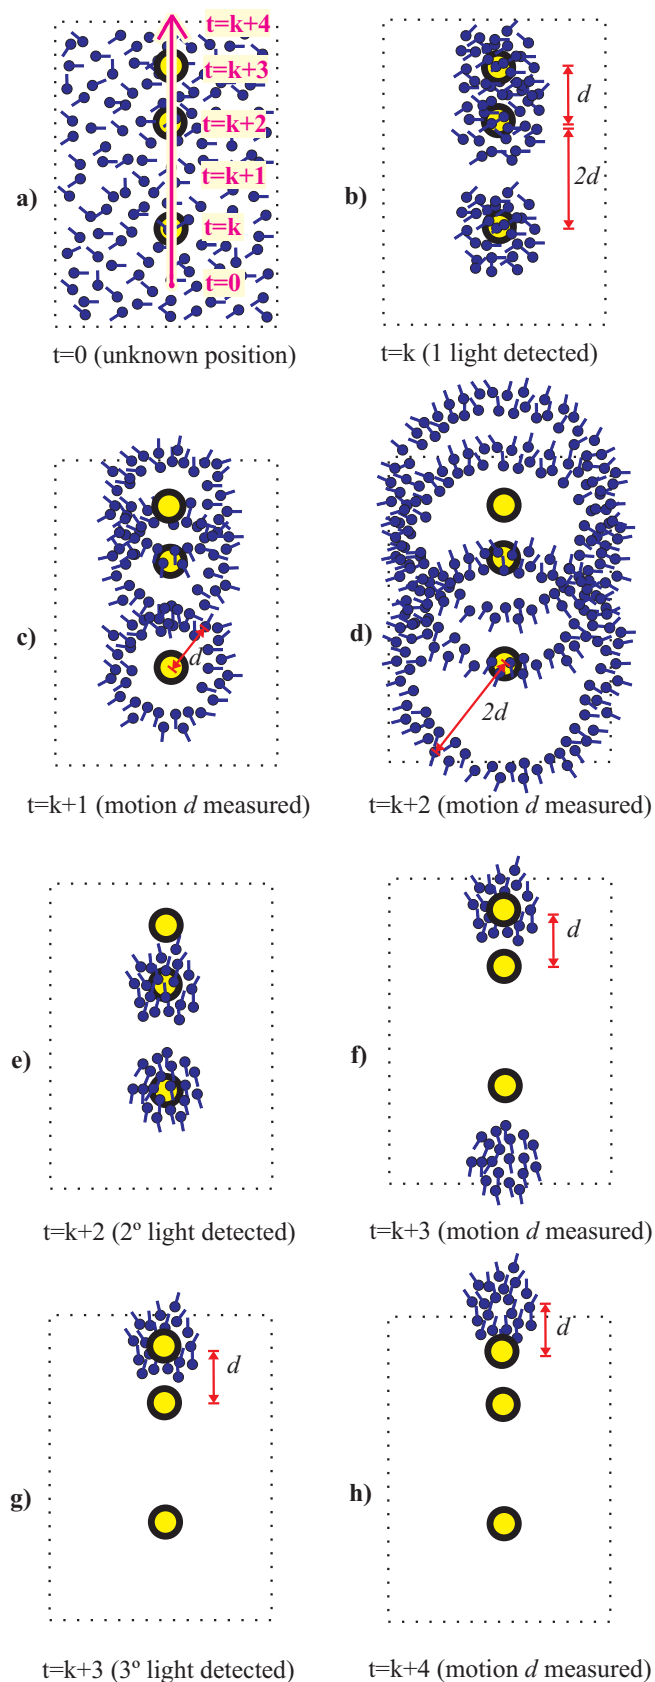 t=k+4
t=k+3
t=k+2
t=k+1
t=k
t=0
a)
t=0 (unknown position)
d
2d
b)
t=k (1 light detected)
d
c)
t=k+1 (motion d measured)
2d
d)
t=k+2 (motion d measured)
e)
t=k+2 (2º light detected)
d
f)
t=k+3 (motion d measured)
d
g)
t=k+3 (3º light detected)
d
h)
t=k+4 (motion d measured)